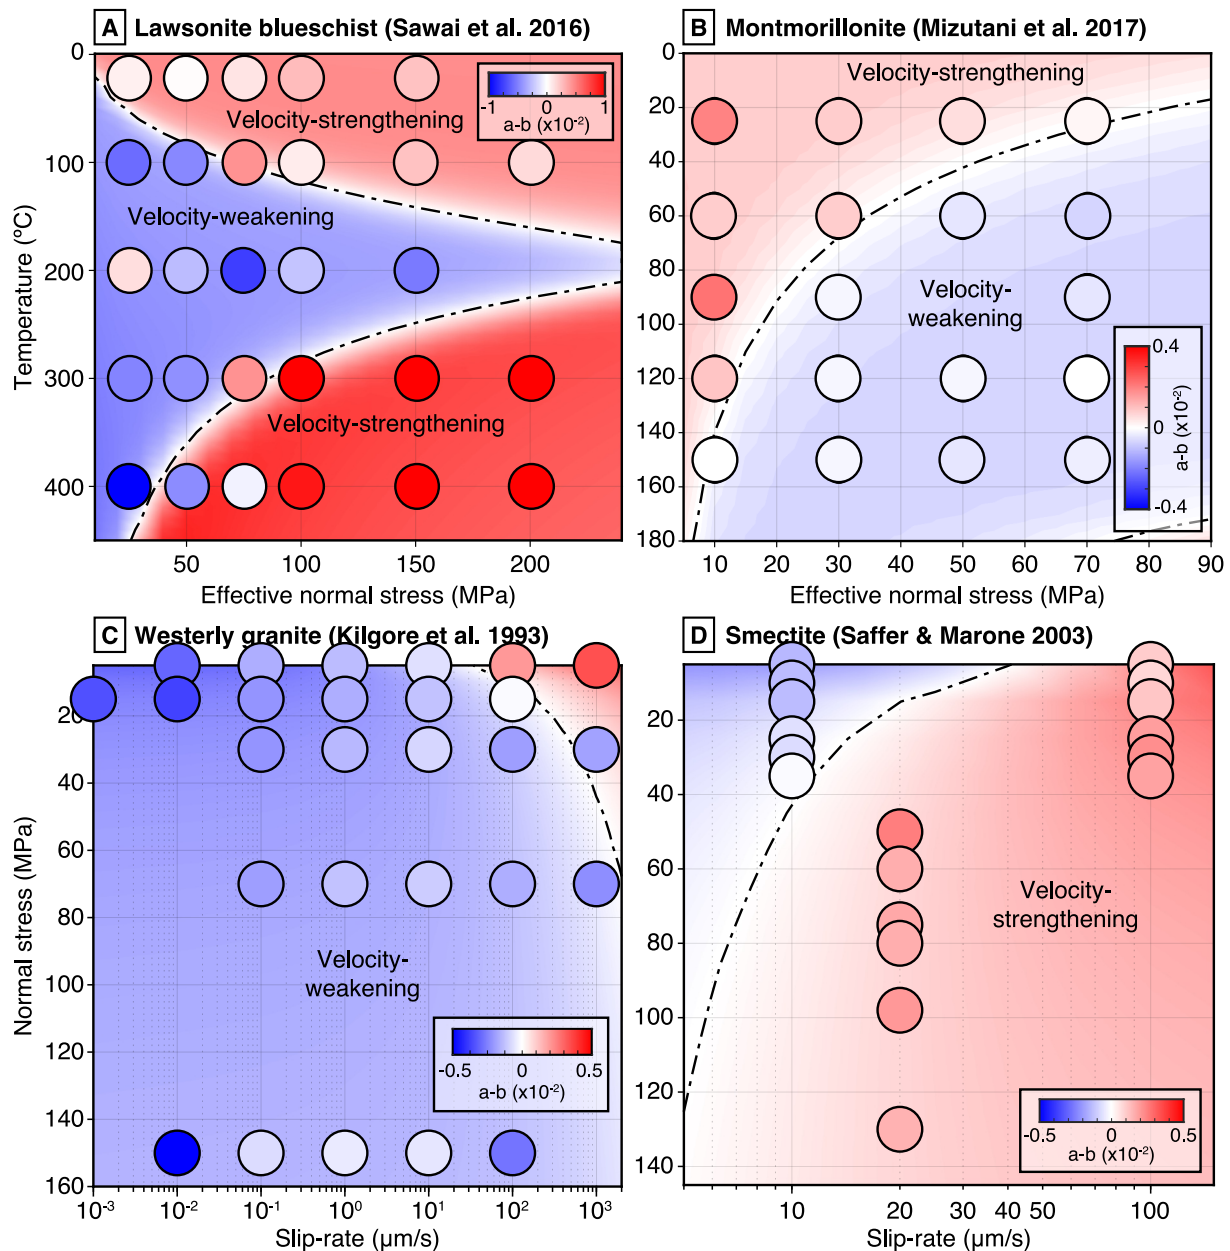 A Lawsonite blueschist (Sawai et al. 2016)
0
100
200
300
400
Temperature (ºC)
-1 0 1
a-b (x10⁻²)
Velocity-strengthening
Velocity-weakening
Velocity-strengthening
50 100 150 200
Effective normal stress (MPa)
B Montmorillonite (Mizutani et al. 2017)
0
20
40
60
80
100
120
140
160
180
Velocity-strengthening
Velocity-
weakening
0.4
0
-0.4
a-b (x10⁻²)
10 20 30 40 50 60 70 80 90
Effective normal stress (MPa)
C Westerly granite (Kilgore et al. 1993)
20
40
60
80
100
120
140
160
Normal stress (MPa)
Velocity-
weakening
-0.5 0 0.5
a-b (x10⁻²)
10⁻³ 10⁻² 10⁻¹ 10⁰ 10¹ 10² 10³
Slip-rate (µm/s)
D Smectite (Saffer & Marone 2003)
20
40
60
80
100
120
140
Velocity-
strengthening
-0.5 0 0.5
a-b (x10⁻²)
10 20 30 40 50 100
Slip-rate (µm/s)